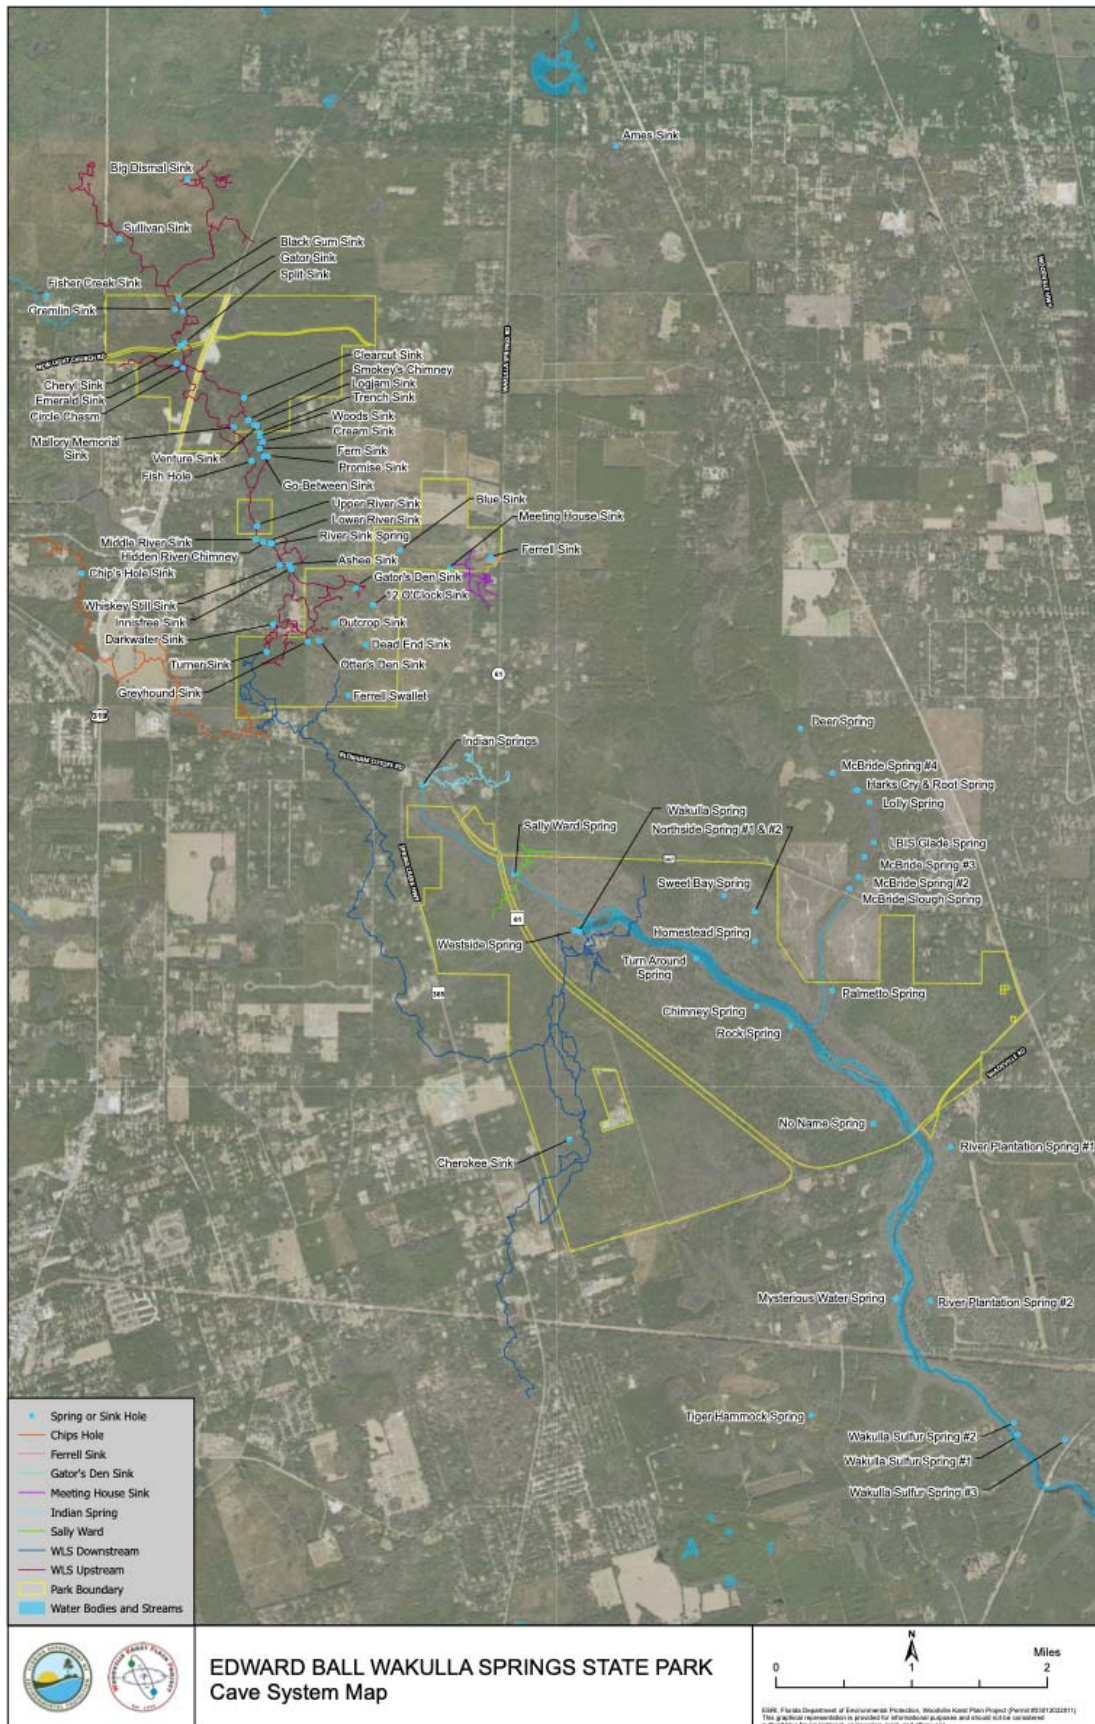 Ames Sink
Big Dismal Sink
Sullivan Sink
Black Gum Sink
Gator Sink
Split Sink
Fisher Creek Sink
Gremlin Sink
WAKULLA SPRINGS RD
Clearcut Sink
Smokey's Chimney
Logjam Sink
Trench Sink
Cheryl Sink
Emerald Sink
Circle Chasm
Woods Sink
Cream Sink
Mallory Memorial
Sink
Venture Sink
Fern Sink
Promise Sink
Fish Hole
Go-Between Sink
Blue Sink
Upper River Sink
Meeting House Sink
Lower River Sink
Middle River Sink
River Sink Spring
Hidden River Chimney
Ferrell Sink
Ashee Sink
Chip's Hole Sink
Gator's Den Sink
12 O'Clock Sink
Whiskey Still Sink
Innisfree Sink
Outcrop Sink
Darkwater Sink
Dead End Sink
Turner Sink
Otter's Den Sink
61
Greyhound Sink
Ferrell Swallet
319
Deer Spring
Indian Springs
McBride Spring #4
Harks Cry & Root Spring
Lolly Spring
Wakulla Spring
Sally Ward Spring
Northside Spring #1 & #2
LBIS Glade Spring
McBride Spring #3
Sweet Bay Spring
McBride Spring #2
McBride Slough Spring
61
Homestead Spring
Westside Spring
Turn Around
Spring
365
Palmetto Spring
Chimney Spring
Rock Spring
SHADEVILLE RD
No Name Spring
River Plantation Spring #1
Cherokee Sink
Mysterious Water Spring
River Plantation Spring #2
Tiger Hammock Spring
Wakulla Sulfur Spring #2
Wakulla Sulfur Spring #1
Wakulla Sulfur Spring #3
Spring or Sink Hole
Chips Hole
Ferrell Sink
Gator's Den Sink
Meeting House Sink
Indian Spring
Sally Ward
WLS Downstream
WLS Upstream
Park Boundary
Water Bodies and Streams
EDWARD BALL WAKULLA SPRINGS STATE PARK
Cave System Map
N
Miles
0 1 2